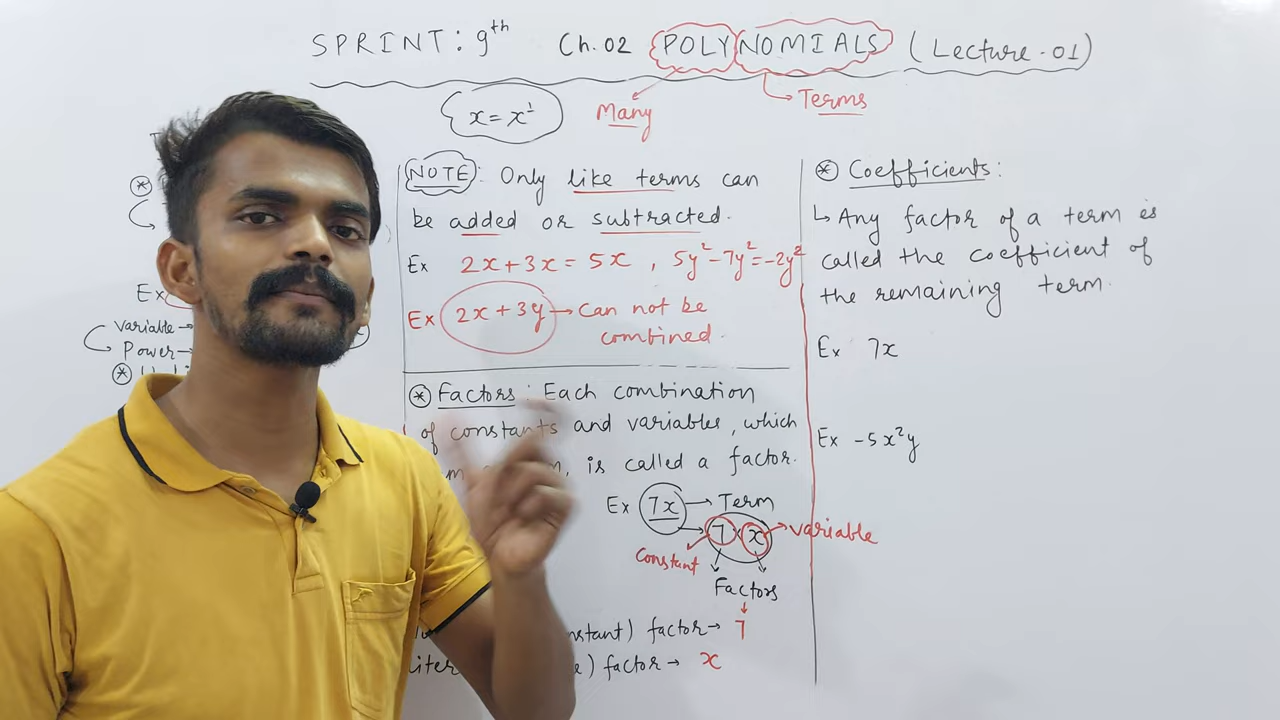 SPRINT: 9th Ch. 02 POLYNOMIALS (Lecture-01)
x = x¹
Many
Terms
Ex
Variable →
Power →
NOTE: Only like terms can
be added or subtracted.
Ex 2x+3x = 5x , 5y²-7y²=-2y²
Ex 2x+3y → Can not be
combined.
* Factors : Each combination
of constants and variables, which
is called a factor.
Ex 7x → Term
→ 7 · x → variable
Constant
Factors
factor → 7
factor → x
* Coefficients:
↳ Any factor of a term is
called the coefficient of
the remaining term.
Ex 7x
Ex -5x²y